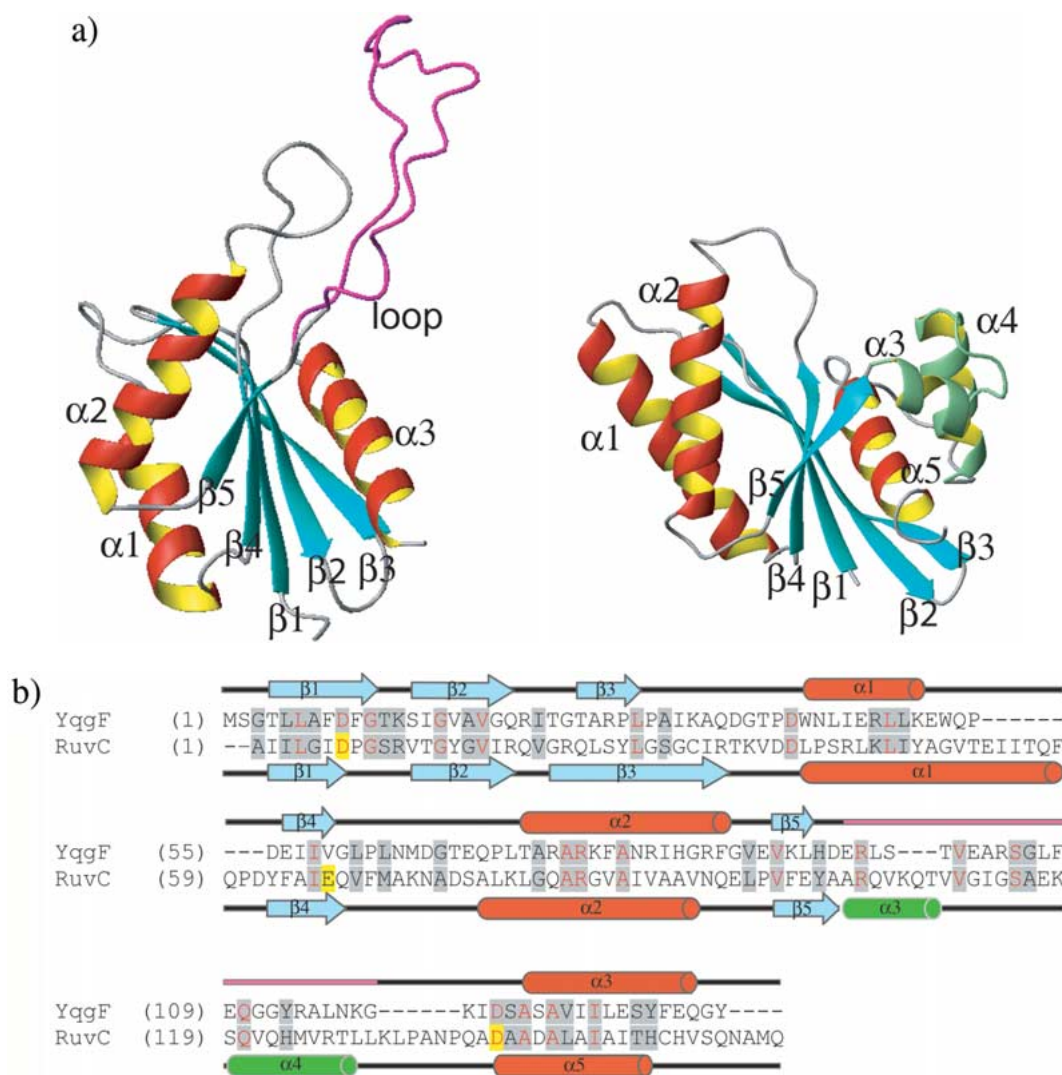 a)
loop
α2
α3
α1
β5
β4
β2
β3
β1
α2
α3
α4
α1
α5
β5
β4
β1
β3
β2
b)
β1 β2 β3 α1
YqgF (1) MSGTLLAFDFGTKSIGVAVGQRITGTARPLPAIKAQDGTPDWNLIERLLKEWQP------
RuvC (1) --AIILGIDPGSRVTGYGVIRQVGRQLSYLGSGCIRTKVDDLPSRLKLIYAGVTEIITQF
β1 β2 β3 α1
β4 α2 β5
YqgF (55) ---DEIIVGLPLNMDGTEQPLTARARKFANRIHGRFGVEVKLHDERLS---TVEARSGLF
RuvC (59) QPDYFAIEQVFMAKNADSALKLGQARGVAIVAAVNQELPVFEYAARQVKQTVVGIGSAEK
β4 α2 β5 α3
α3
YqgF (109) EQGGYRALNKG------KIDSASAVIILESYFEQGY----
RuvC (119) SQVQHMVRTLLKLPANPQADAADALAIAITHCHVSQNAMQ
α4 α5